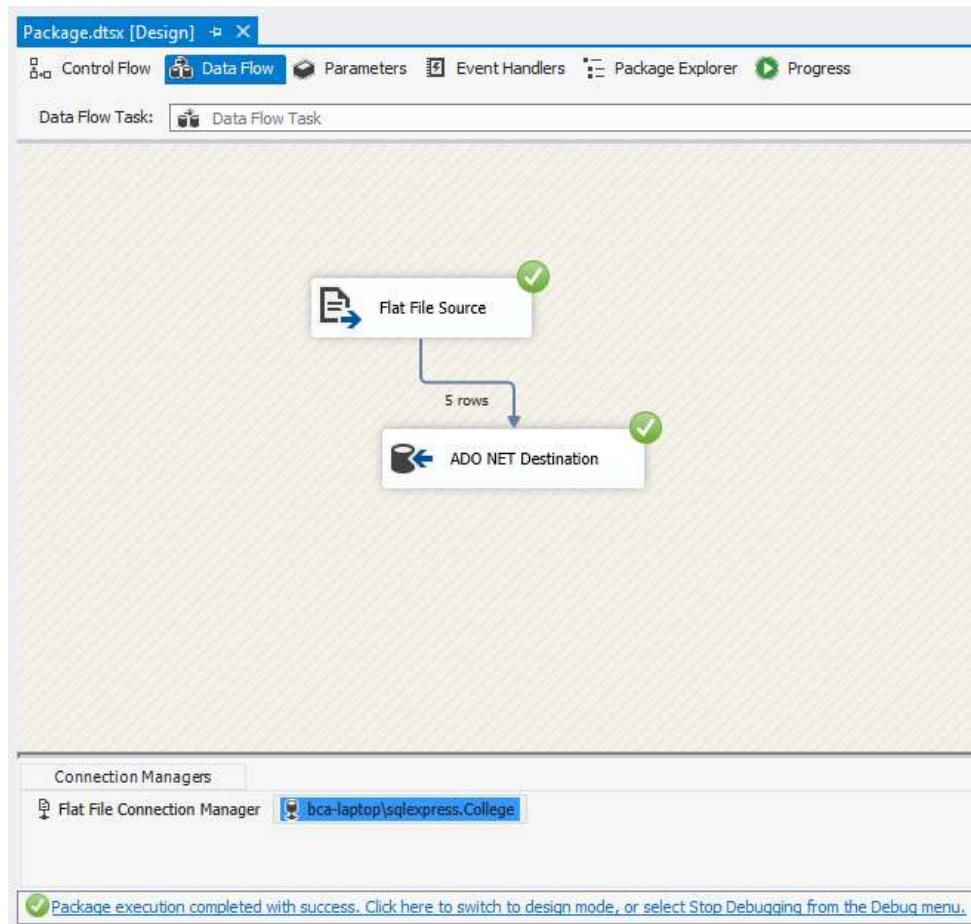 Package.dtsx [Design]
Control Flow Data Flow Parameters Event Handlers Package Explorer Progress
Data Flow Task: Data Flow Task
Flat File Source
5 rows
ADO NET Destination
Connection Managers
Flat File Connection Manager bca-laptop\sqlexpress.College
Package execution completed with success. Click here to switch to design mode, or select Stop Debugging from the Debug menu.